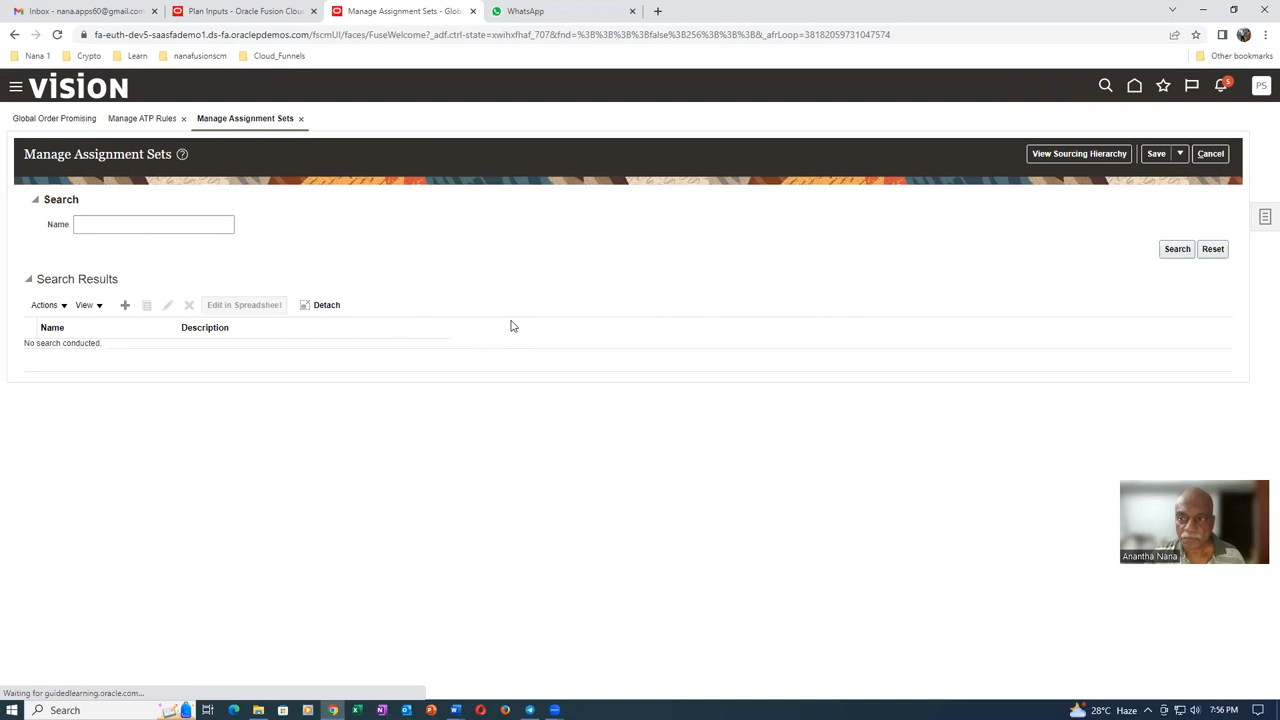 Inbox - nana.apps60@gmail.com
Plan Inputs - Oracle Fusion Clou
Manage Assignment Sets - Glob
WhatsApp
fa-euth-dev5-saasfademo1.ds-fa.oraclepdemos.com/fscmUI/faces/FuseWelcome?_adf.ctrl-state=xwihxfhaf_707&fnd=%3B%3B%3B%3Bfalse%3B256%3B%3B%3B&_afrLoop=38182059731047574
Nana 1
Crypto
Learn
nanafusionscm
Cloud_Funnels
Other bookmarks
VISION
5
PS
Global Order Promising
Manage ATP Rules
Manage Assignment Sets
Manage Assignment Sets
View Sourcing Hierarchy
Save
Cancel
Search
Name
Search
Reset
Search Results
Actions
View
Edit in Spreadsheet
Detach
Name
Description
No search conducted.
Anantha Nana
Waiting for guidedlearning.oracle.com...
Search
28°C Haze
7:56 PM